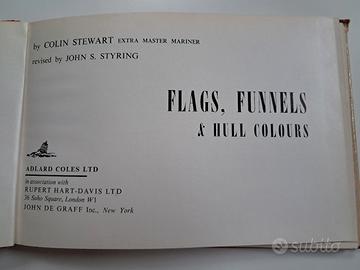 by COLIN STEWART EXTRA MASTER MARINER
revised by JOHN S. STYRING
FLAGS, FUNNELS
& HULL COLOURS
ADLARD COLES LTD
in association with
RUPERT HART-DAVIS LTD
36 Soho Square, London W1
JOHN DE GRAFF Inc., New York
subito